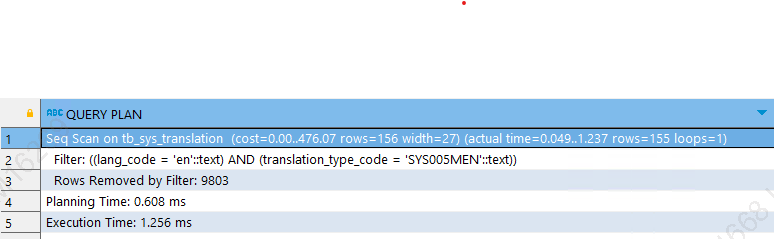 ABC QUERY PLAN
1 Seq Scan on tb_sys_translation (cost=0.00..476.07 rows=156 width=27) (actual time=0.049..1.237 rows=155 loops=1)
2 Filter: ((lang_code = 'en'::text) AND (translation_type_code = 'SYS005MEN'::text))
3 Rows Removed by Filter: 9803
4 Planning Time: 0.608 ms
5 Execution Time: 1.256 ms